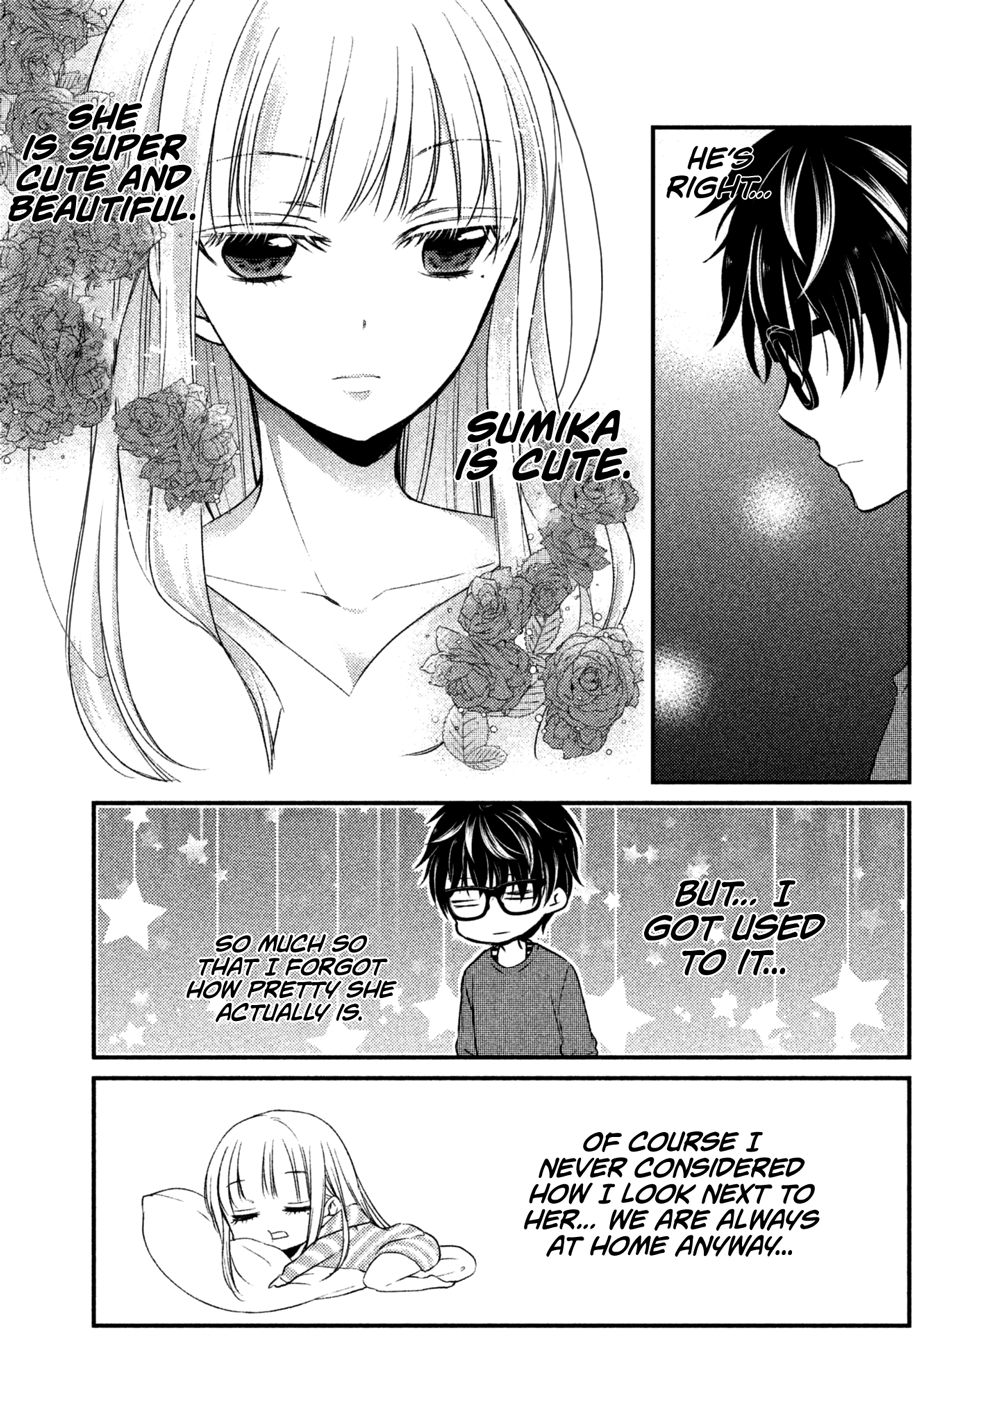 HE'S
RIGHT...
SUMIKA
IS CUTE.
SHE
IS SUPER
CUTE AND
BEAUTIFUL.
BUT... I
GOT USED
TO IT...
SO MUCH SO
THAT I FORGOT
HOW PRETTY SHE
ACTUALLY IS.
OF COURSE I
NEVER CONSIDERED
HOW I LOOK NEXT TO
HER... WE ARE ALWAYS
AT HOME ANYWAY...